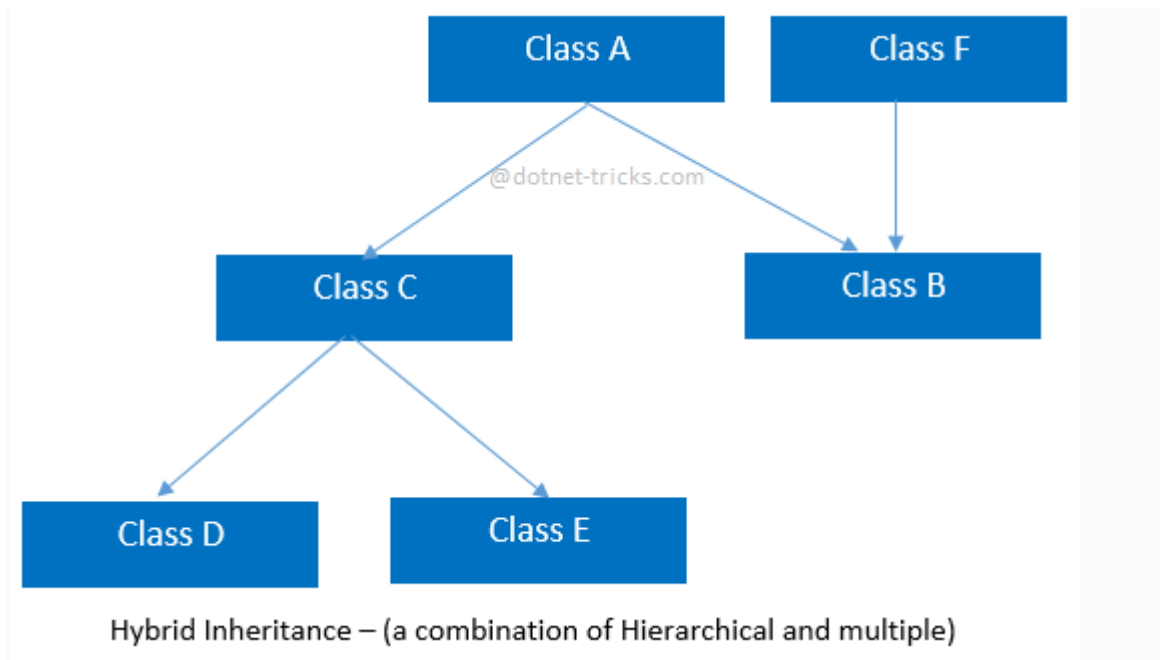 Class A
Class F
@dotnet-tricks.com
Class C
Class B
Class D
Class E
Hybrid Inheritance – (a combination of Hierarchical and multiple)